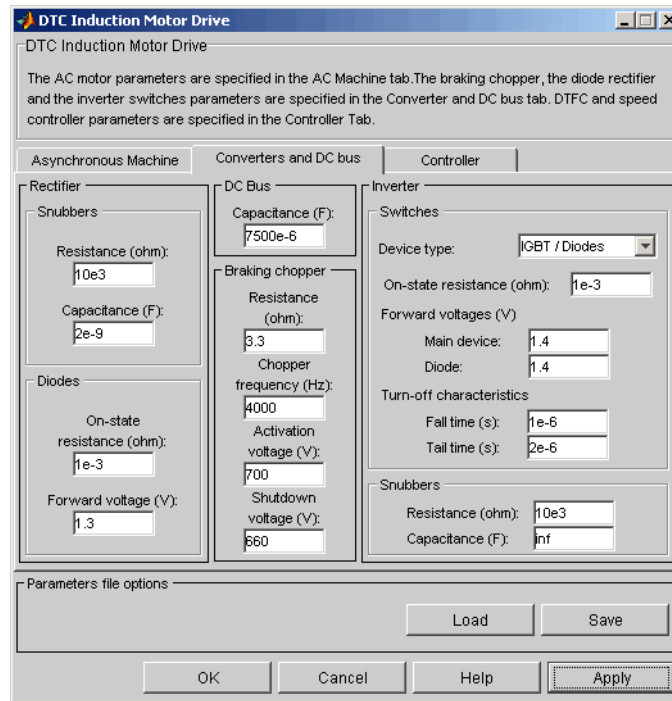 DTC Induction Motor Drive
DTC Induction Motor Drive
The AC motor parameters are specified in the AC Machine tab.The braking chopper, the diode rectifier
and the inverter switches parameters are specified in the Converter and DC bus tab. DTFC and speed
controller parameters are specified in the Controller Tab.
Asynchronous Machine
Converters and DC bus
Controller
Rectifier
Snubbers
Resistance (ohm):
10e3
Capacitance (F):
2e-9
Diodes
On-state
resistance (ohm):
1e-3
Forward voltage (V):
1.3
DC Bus
Capacitance (F):
7500e-6
Braking chopper
Resistance
(ohm):
3.3
Chopper
frequency (Hz):
4000
Activation
voltage (V):
700
Shutdown
voltage (V):
660
Inverter
Switches
Device type:
IGBT / Diodes
On-state resistance (ohm):
1e-3
Forward voltages (V)
Main device:
1.4
Diode:
1.4
Turn-off characteristics
Fall time (s):
1e-6
Tail time (s):
2e-6
Snubbers
Resistance (ohm):
10e3
Capacitance (F):
inf
Parameters file options
Load
Save
OK
Cancel
Help
Apply